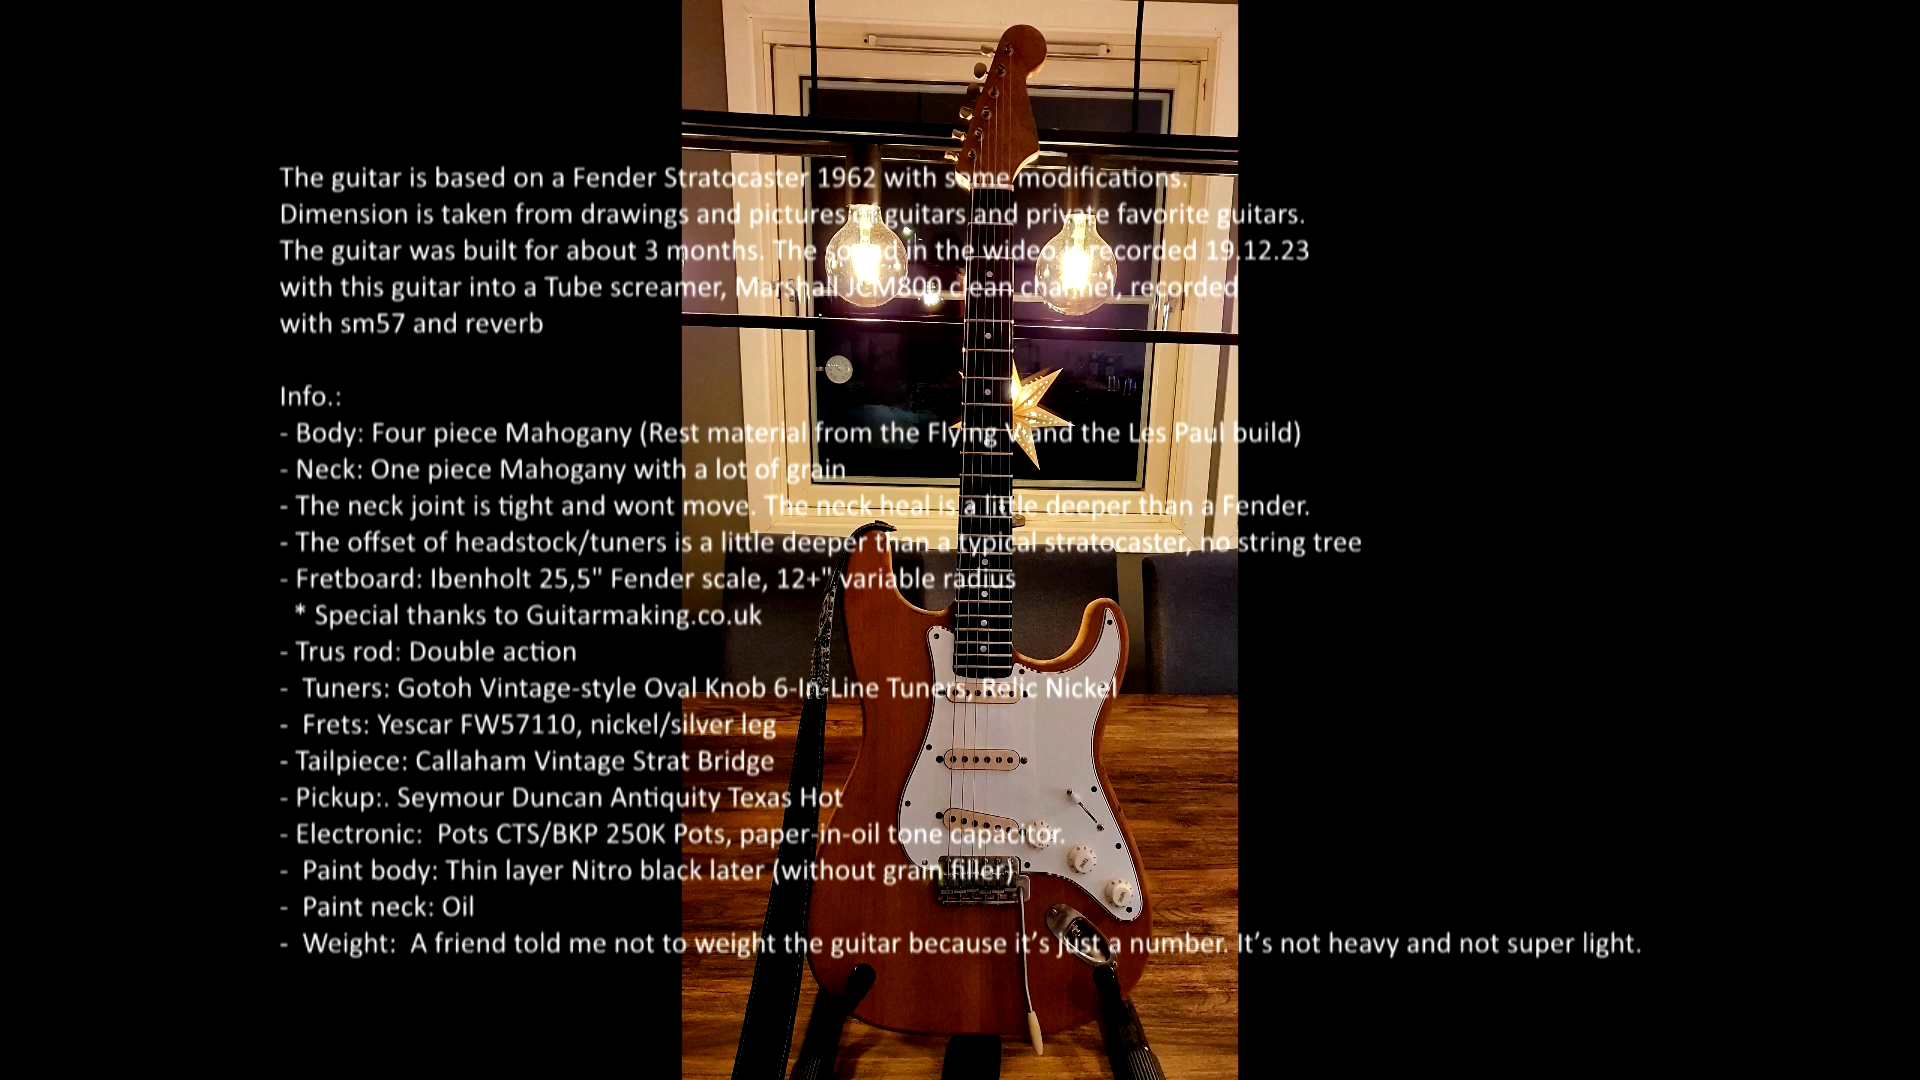 The guitar is based on a Fender Stratocaster 1962 with some modifications.
Dimension is taken from drawings and pictures of guitars and private favorite guitars.
The guitar was built for about 3 months. The sound in the wideo is recorded 19.12.23
with this guitar into a Tube screamer, Marshall JCM800 clean channel, recorded
with sm57 and reverb
Info.:
- Body: Four piece Mahogany (Rest material from the Flying V and the Les Paul build)
- Neck: One piece Mahogany with a lot of grain
- The neck joint is tight and wont move. The neck heal is a little deeper than a Fender.
- The offset of headstock/tuners is a little deeper than a typical stratocaster, no string tree
- Fretboard: Ibenholt 25,5" Fender scale, 12+" variable radius
* Special thanks to Guitarmaking.co.uk
- Trus rod: Double action
- Tuners: Gotoh Vintage-style Oval Knob 6-In-Line Tuners, Relic Nickel
- Frets: Yescar FW57110, nickel/silver leg
- Tailpiece: Callaham Vintage Strat Bridge
- Pickup:. Seymour Duncan Antiquity Texas Hot
- Electronic: Pots CTS/BKP 250K Pots, paper-in-oil tone capacitor.
- Paint body: Thin layer Nitro black later (without grain filler)
- Paint neck: Oil
- Weight: A friend told me not to weight the guitar because it’s just a number. It’s not heavy and not super light.